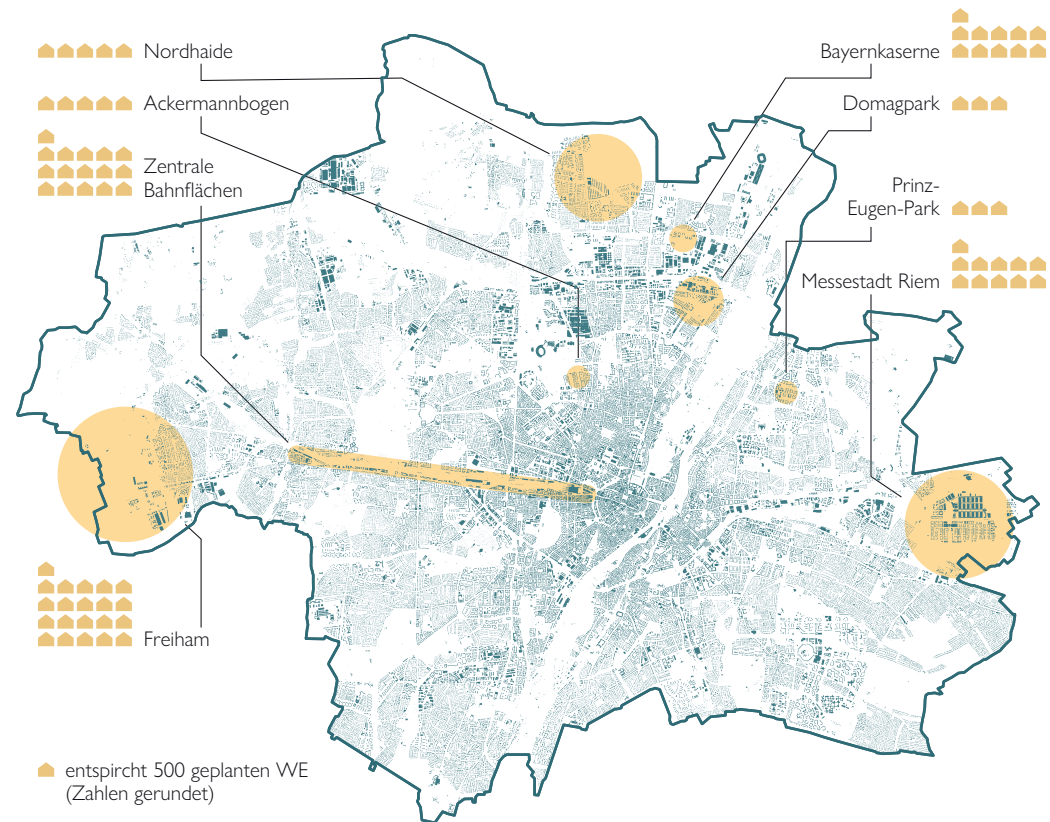 Nordhaide
Ackermannbogen
Zentrale
Bahnflächen
Freiham
Bayernkaserne
Domagpark
Prinz-
Eugen-Park
Messestadt Riem
entspircht 500 geplanten WE
(Zahlen gerundet)